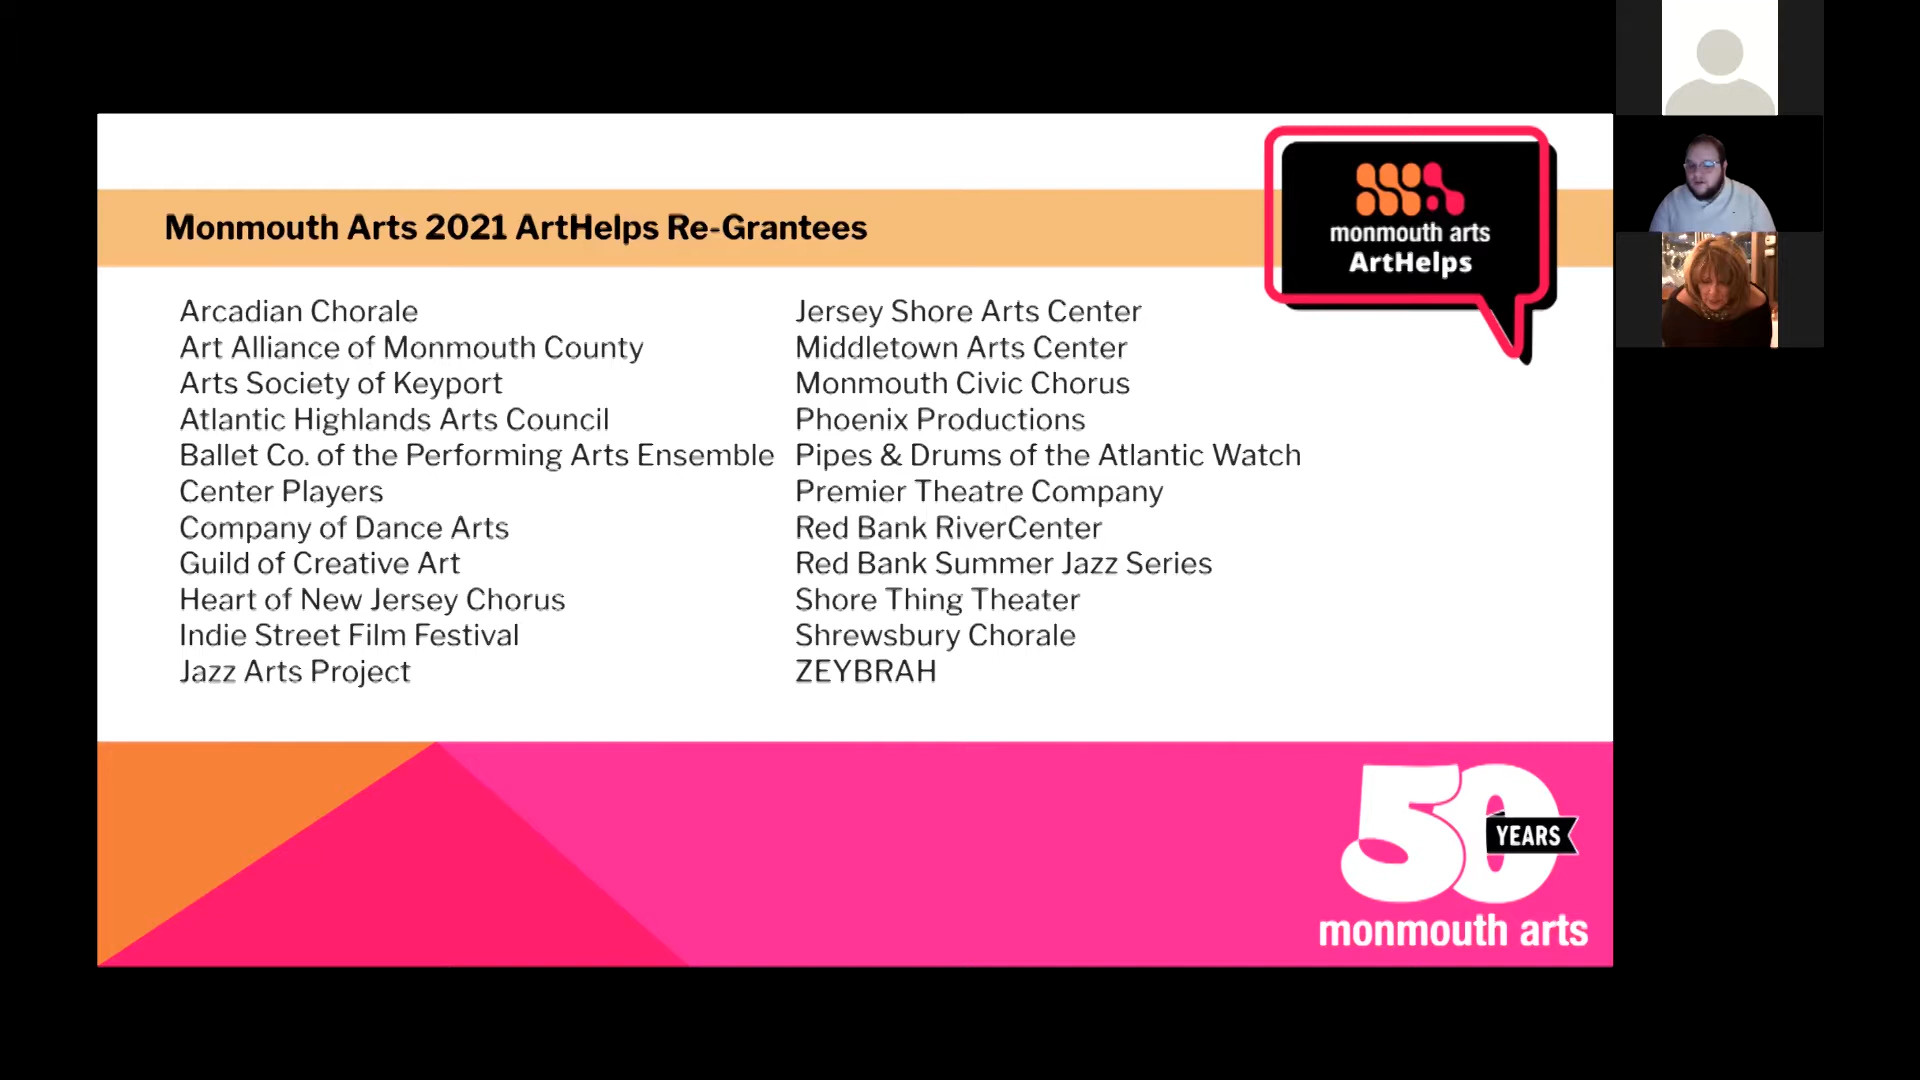 Monmouth Arts 2021 ArtHelps Re-Grantees
monmouth arts
ArtHelps
Arcadian Chorale
Art Alliance of Monmouth County
Arts Society of Keyport
Atlantic Highlands Arts Council
Ballet Co. of the Performing Arts Ensemble
Center Players
Company of Dance Arts
Guild of Creative Art
Heart of New Jersey Chorus
Indie Street Film Festival
Jazz Arts Project
Jersey Shore Arts Center
Middletown Arts Center
Monmouth Civic Chorus
Phoenix Productions
Pipes & Drums of the Atlantic Watch
Premier Theatre Company
Red Bank RiverCenter
Red Bank Summer Jazz Series
Shore Thing Theater
Shrewsbury Chorale
ZEYBRAH
50
YEARS
monmouth arts